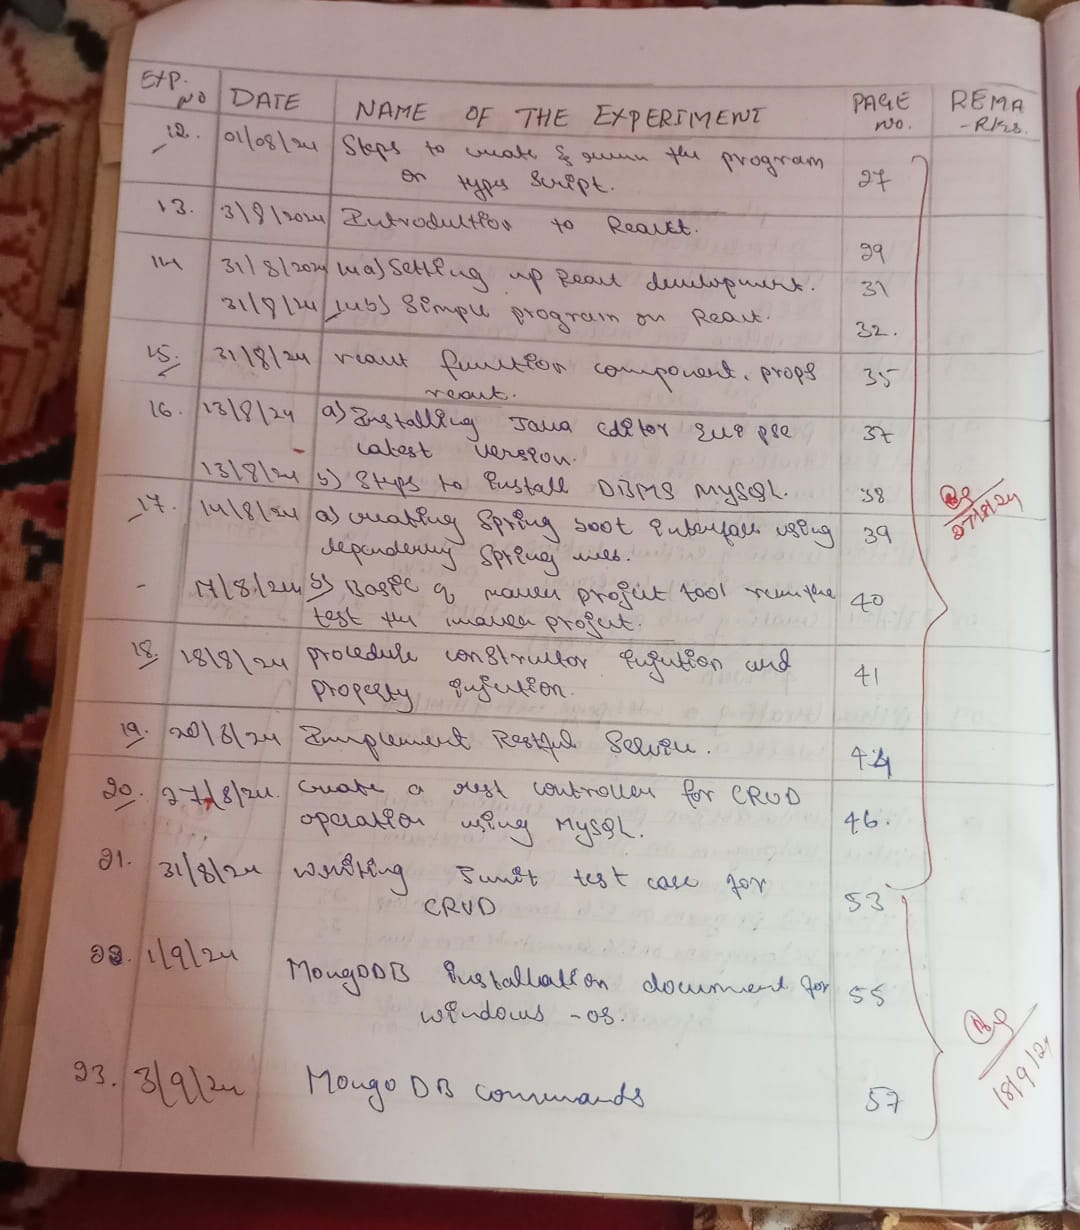 EXP. NO DATE NAME OF THE EXPERIMENT PAGE NO. REMA-RKS.
12. 01/08/24 Steps to create & runn the program 27
on types Script.
13. 3/8/2024 Introduction to React. 29
14 31/8/2024 14a) Setting up React development. 31
31/8/24 14b) Simple program on React. 32.
15. 31/8/24 react function component, props 35
react.
16. 13/8/24 a) Installing Java Editor 37
Latest version.
13/8/24 b) Steps to install DBMS MySQL. 38
17. 14/8/24 a) creating Spring boot interface using 39
dependency Spring
- 17/8/24 b) Basic of maven project tool the 40
test the maven project.
18. 18/8/24 procedure constructor injection and 41
property injection.
19. 20/8/24 Implement Restful Service. 44
20. 27/8/24. create a rest controller for CRUD 46.
operation using MySQL.
21. 31/8/24 writing Junit test case for 53
CRUD
22. 1/9/24 MongoDDB installation document for 55
windows -os.
23. 3/9/24 Mongo DB commands 57
27/8/24
18/9/24